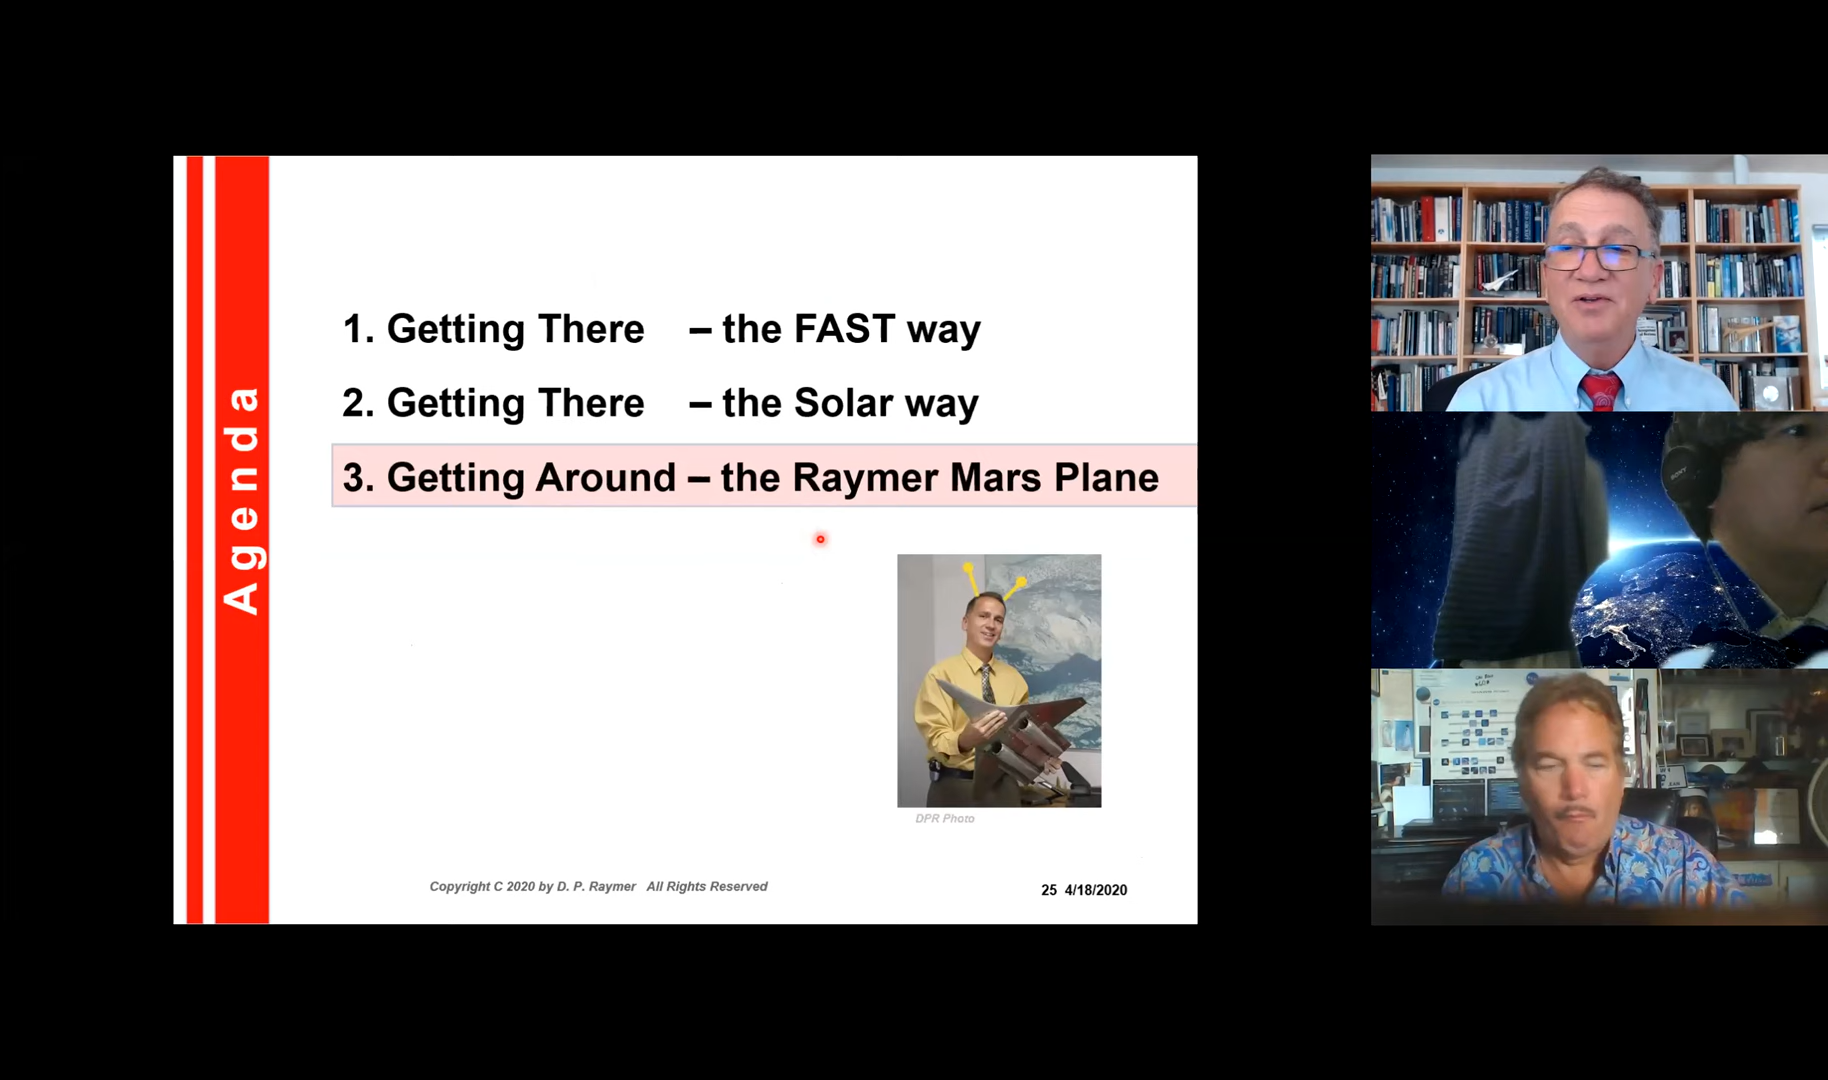 Agenda
1. Getting There – the FAST way
2. Getting There – the Solar way
3. Getting Around – the Raymer Mars Plane
DPR Photo
Copyright C 2020 by D. P. Raymer All Rights Reserved
25 4/18/2020
SONY